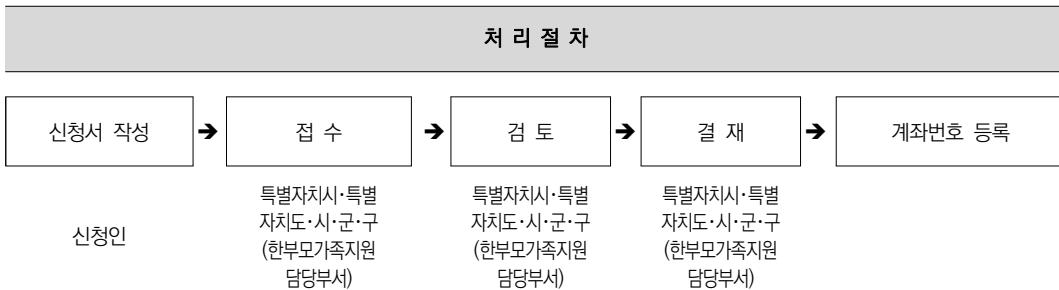 처 리 절 차
신청서 작성 ➔ 접 수 ➔ 검 토 ➔ 결 재 ➔ 계좌번호 등록
신청인
특별자치시·특별
자치도·시·군·구
(한부모가족지원
담당부서)
특별자치시·특별
자치도·시·군·구
(한부모가족지원
담당부서)
특별자치시·특별
자치도·시·군·구
(한부모가족지원
담당부서)